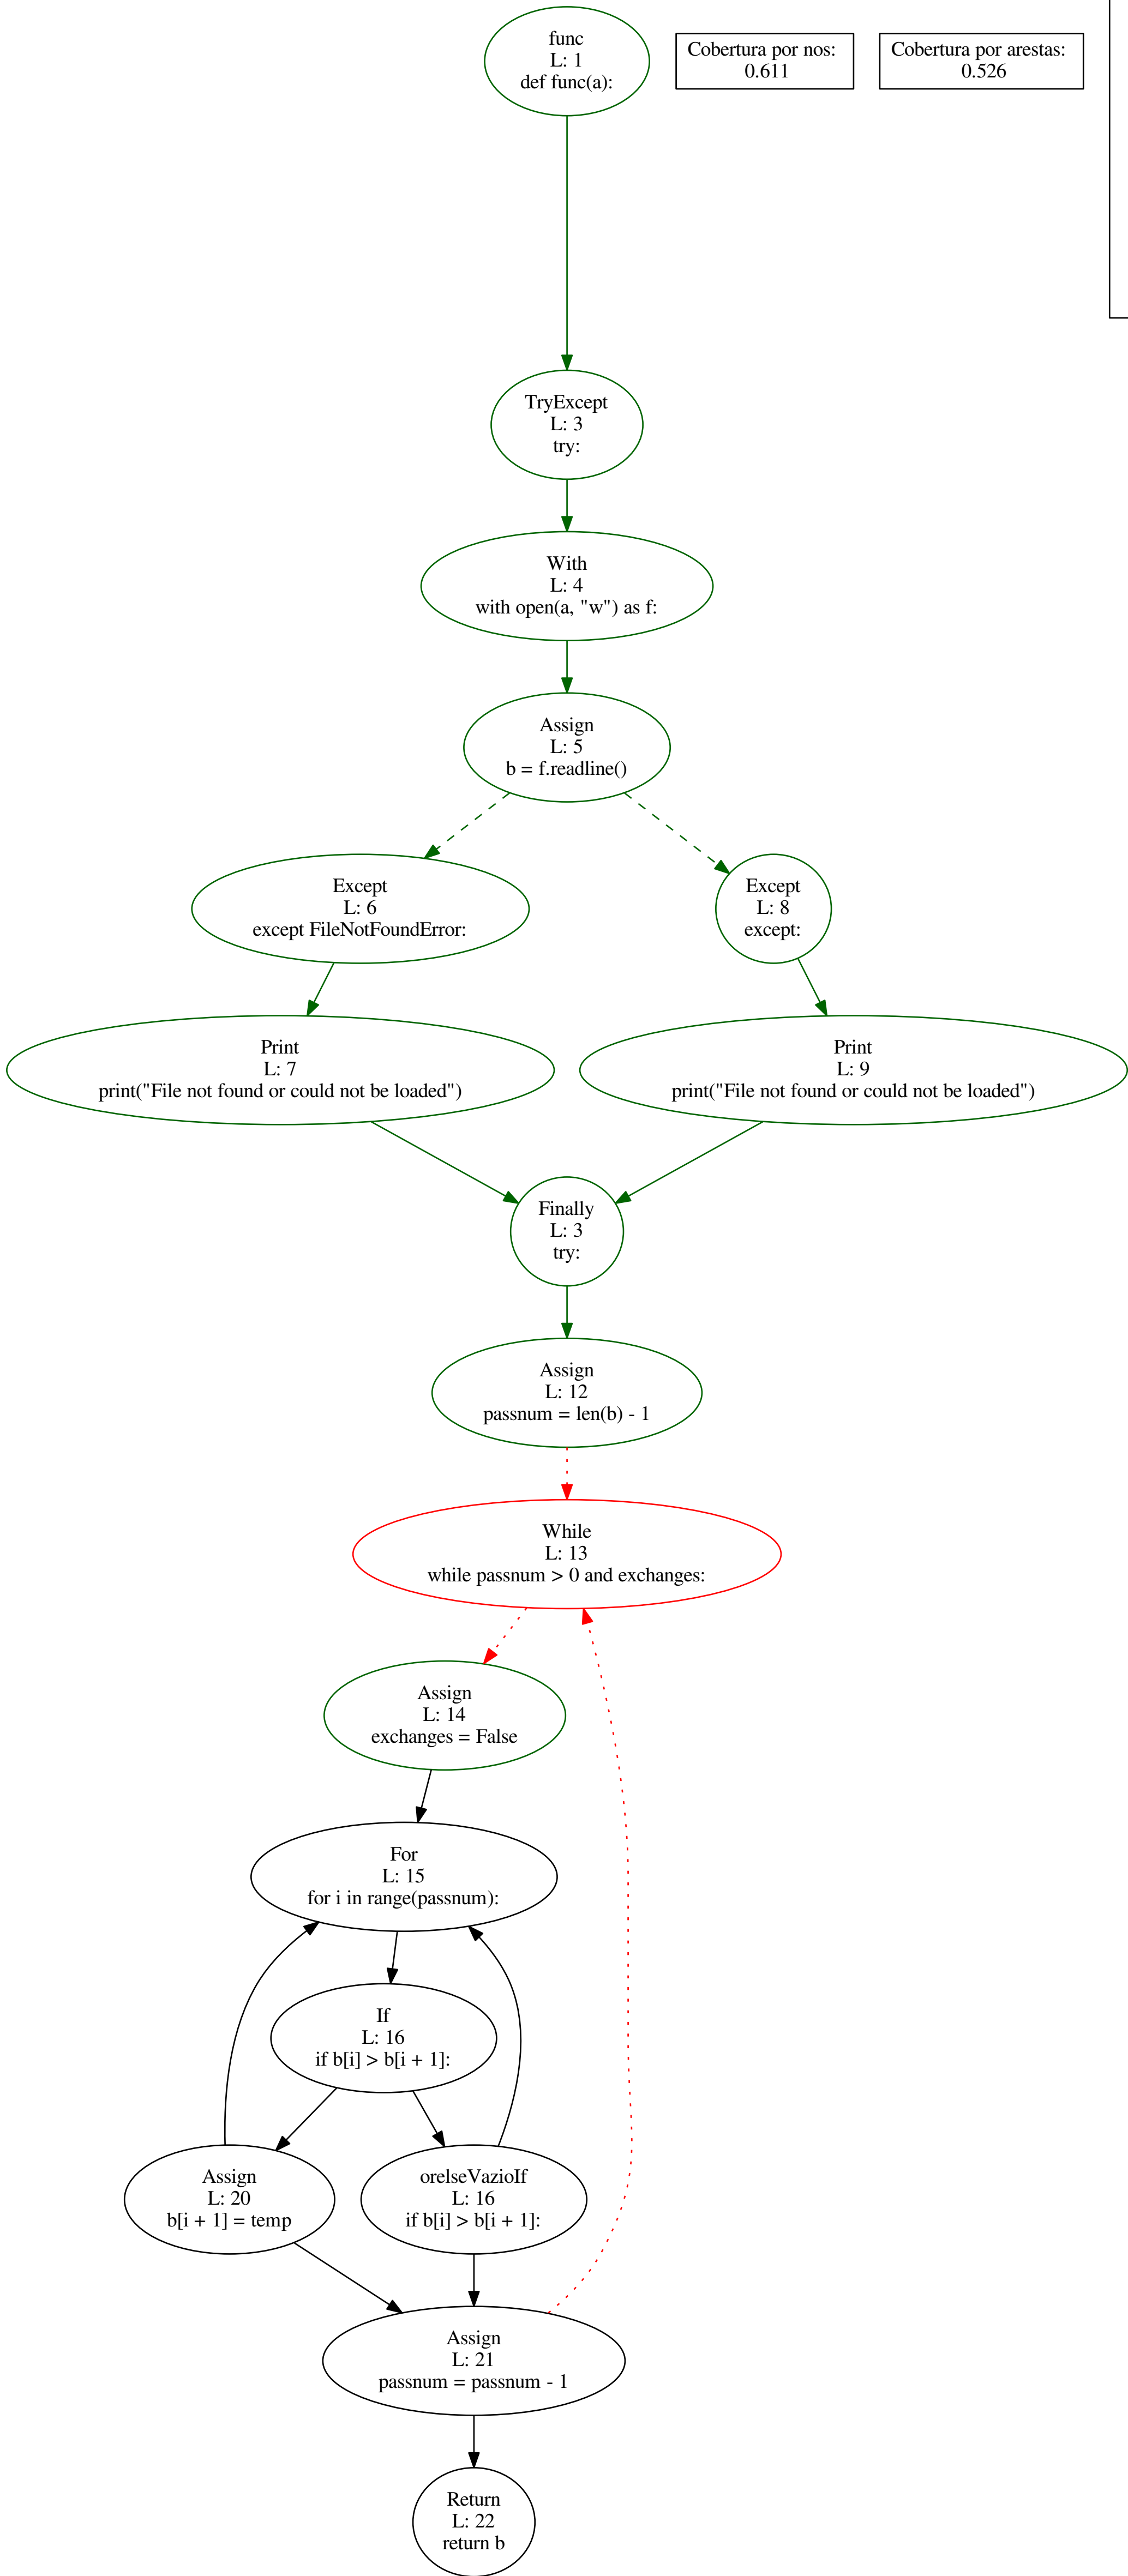 func
L: 1
def func(a):
Cobertura por nos:
0.611
Cobertura por arestas:
0.526
TryExcept
L: 3
try:
With
L: 4
with open(a, "w") as f:
Assign
L: 5
b = f.readline()
Except
L: 6
except FileNotFoundError:
Except
L: 8
except:
Print
L: 7
print("File not found or could not be loaded")
Print
L: 9
print("File not found or could not be loaded")
Finally
L: 3
try:
Assign
L: 12
passnum = len(b) - 1
While
L: 13
while passnum > 0 and exchanges:
Assign
L: 14
exchanges = False
For
L: 15
for i in range(passnum):
If
L: 16
if b[i] > b[i + 1]:
Assign
L: 20
b[i + 1] = temp
orelseVazioIf
L: 16
if b[i] > b[i + 1]:
Assign
L: 21
passnum = passnum - 1
Return
L: 22
return b